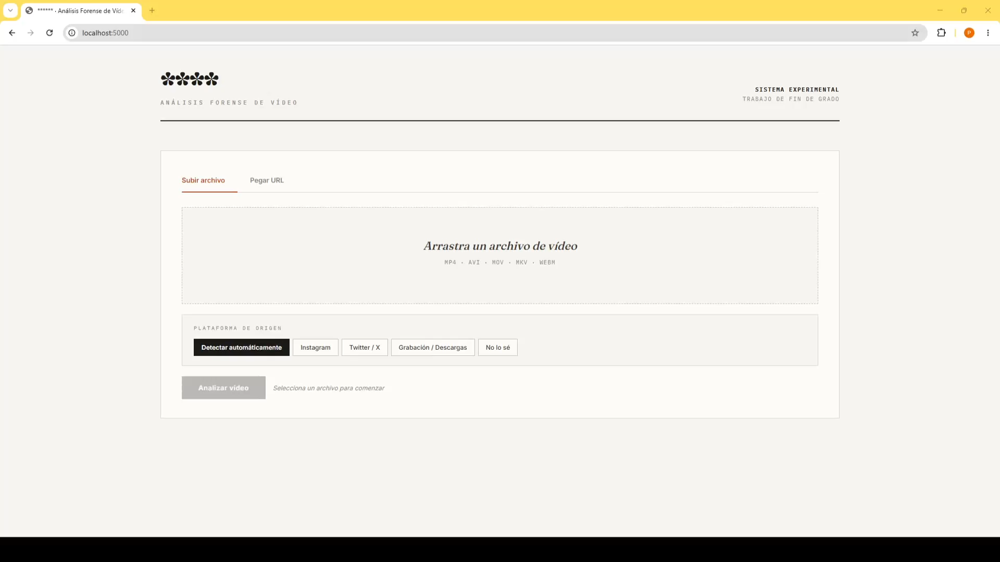 ****** · Análisis Forense de Víde
localhost:5000
P
****
ANÁLISIS FORENSE DE VÍDEO
SISTEMA EXPERIMENTAL
TRABAJO DE FIN DE GRADO
Subir archivo
Pegar URL
Arrastra un archivo de vídeo
MP4 · AVI · MOV · MKV · WEBM
PLATAFORMA DE ORIGEN
Detectar automáticamente
Instagram
Twitter / X
Grabación / Descargas
No lo sé
Analizar vídeo
Selecciona un archivo para comenzar